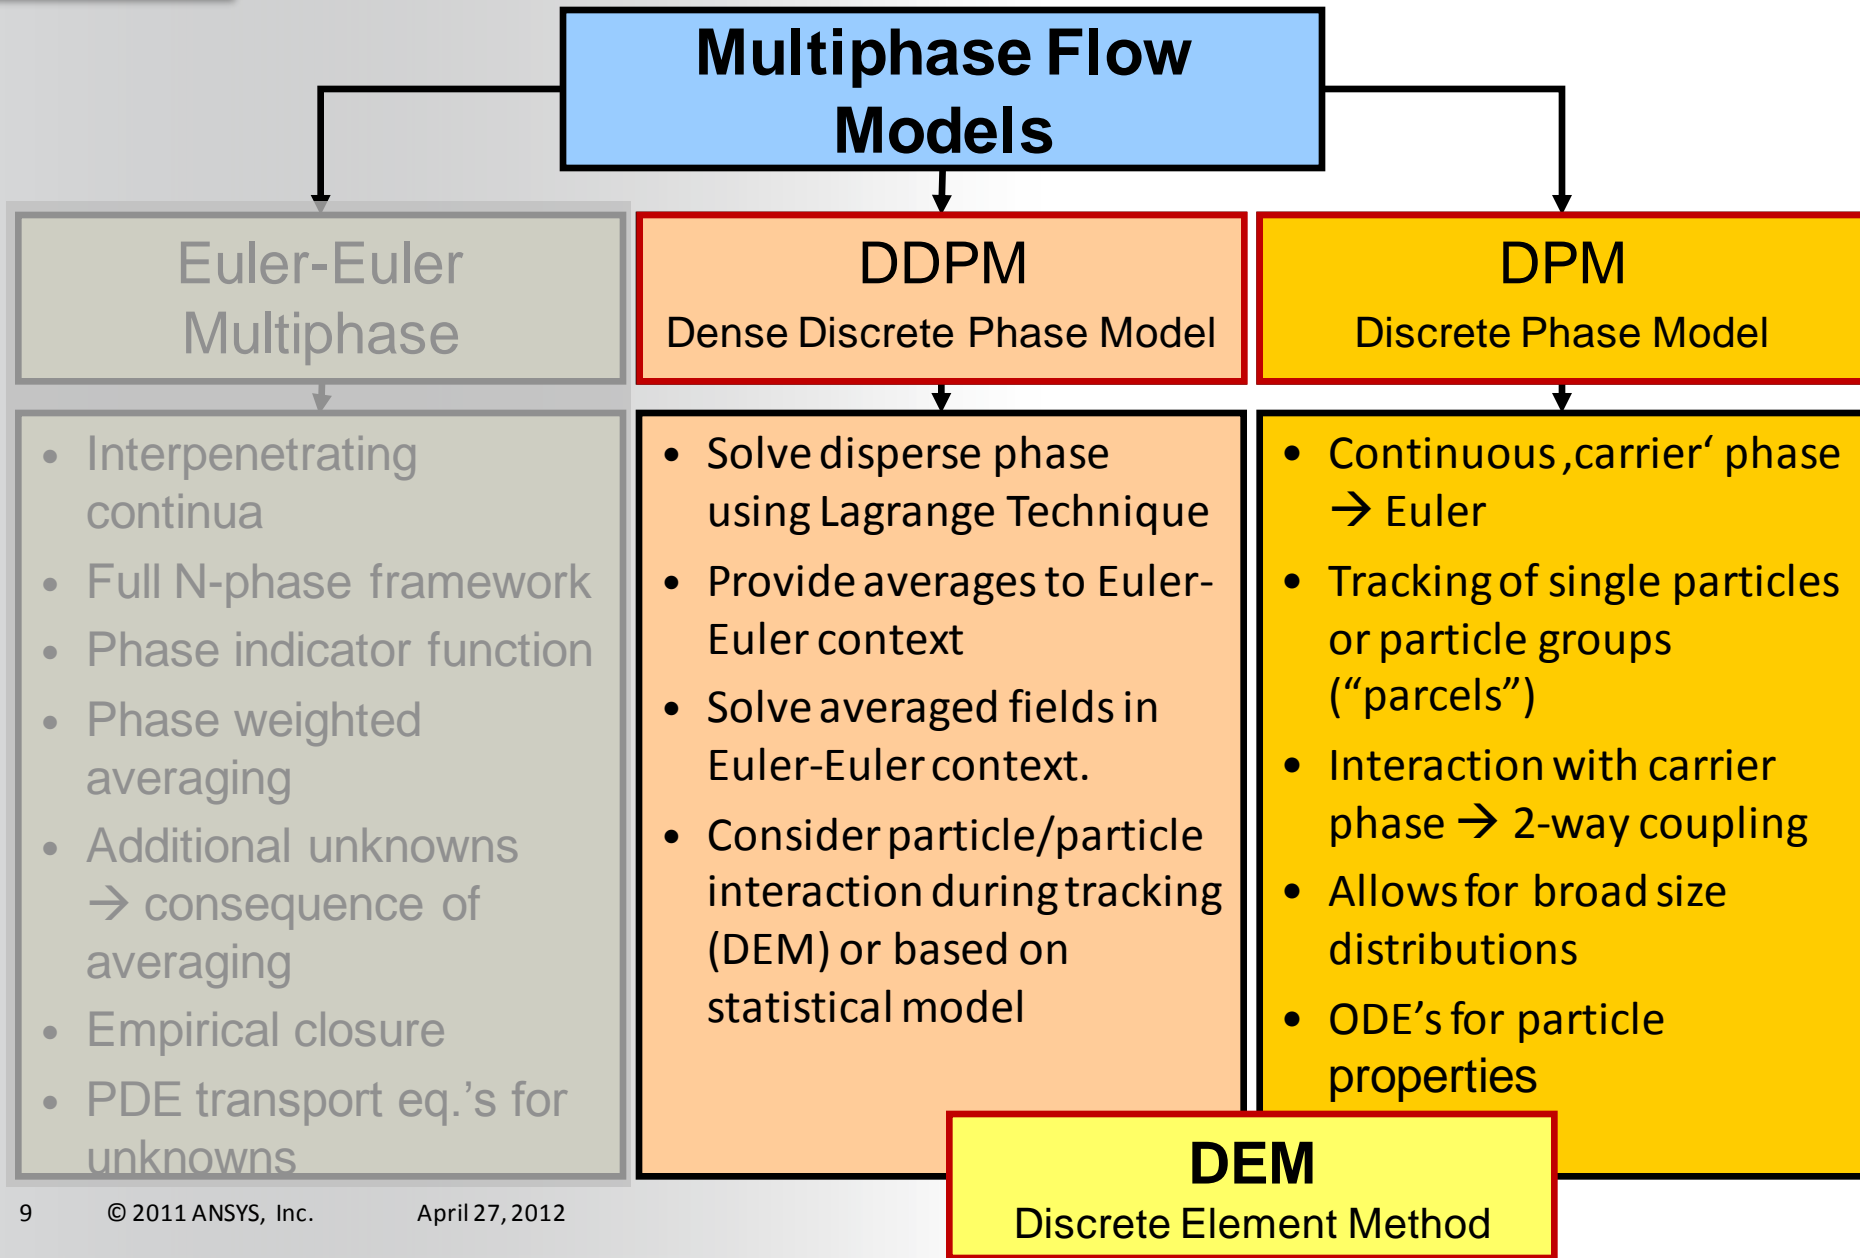 Multiphase Flow
Models
Euler-Euler
Multiphase
DDPM
Dense Discrete Phase Model
DPM
Discrete Phase Model
• Interpenetrating
continua
• Full N-phase framework
• Phase indicator function
• Phase weighted
averaging
• Additional unknowns
→ consequence of
averaging
• Empirical closure
• PDE transport eq.’s for
unknowns
• Solve disperse phase
using Lagrange Technique
• Provide averages to Euler-
Euler context
• Solve averaged fields in
Euler-Euler context.
• Consider particle/particle
interaction during tracking
(DEM) or based on
statistical model
• Continuous ‚carrier‘ phase
→ Euler
• Tracking of single particles
or particle groups
(“parcels”)
• Interaction with carrier
phase → 2-way coupling
• Allows for broad size
distributions
• ODE’s for particle
properties
DEM
Discrete Element Method
9 © 2011 ANSYS, Inc. April 27, 2012